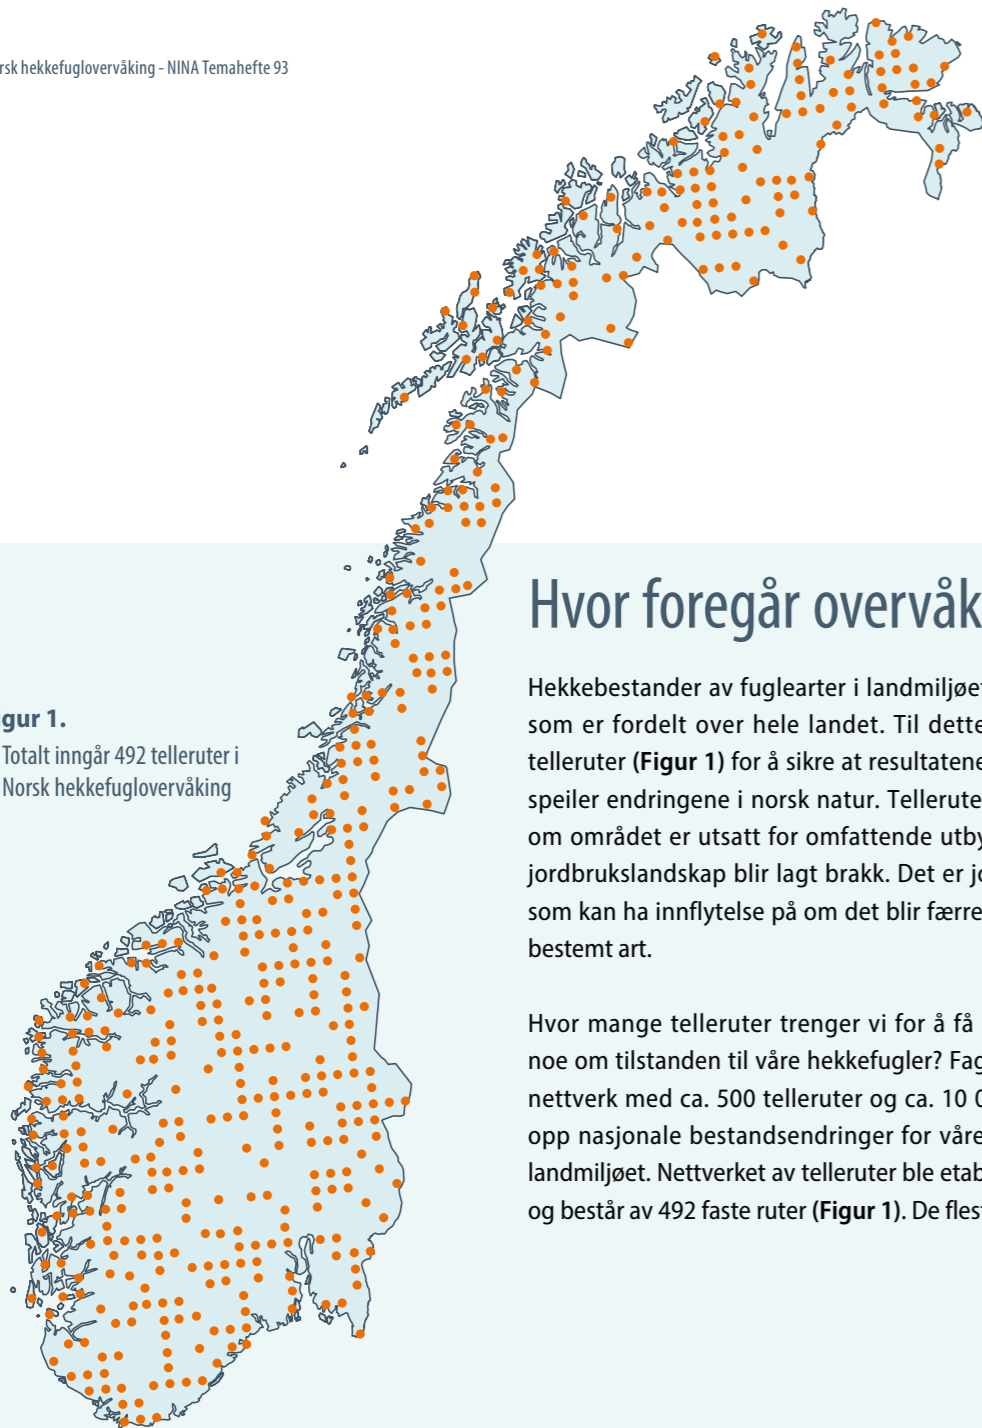 rsk hekkefuglovervåking - NINA Temahefte 93
Hvor foregår overvåk
Hekkebestander av fuglearter i landmiljøet
som er fordelt over hele landet. Til dette
telleruter (Figur 1) for å sikre at resultatene
speiler endringene i norsk natur. Tellerute
om området er utsatt for omfattende utby
jordbrukslandskap blir lagt brakk. Det er jo
som kan ha innflytelse på om det blir færre
bestemt art.
Hvor mange telleruter trenger vi for å få
noe om tilstanden til våre hekkefugler? Fag
nettverk med ca. 500 telleruter og ca. 10 0
opp nasjonale bestandsendringer for våre
landmiljøet. Nettverket av telleruter ble etab
og består av 492 faste ruter (Figur 1). De flest
gur 1.
Totalt inngår 492 telleruter i
Norsk hekkefuglovervåking